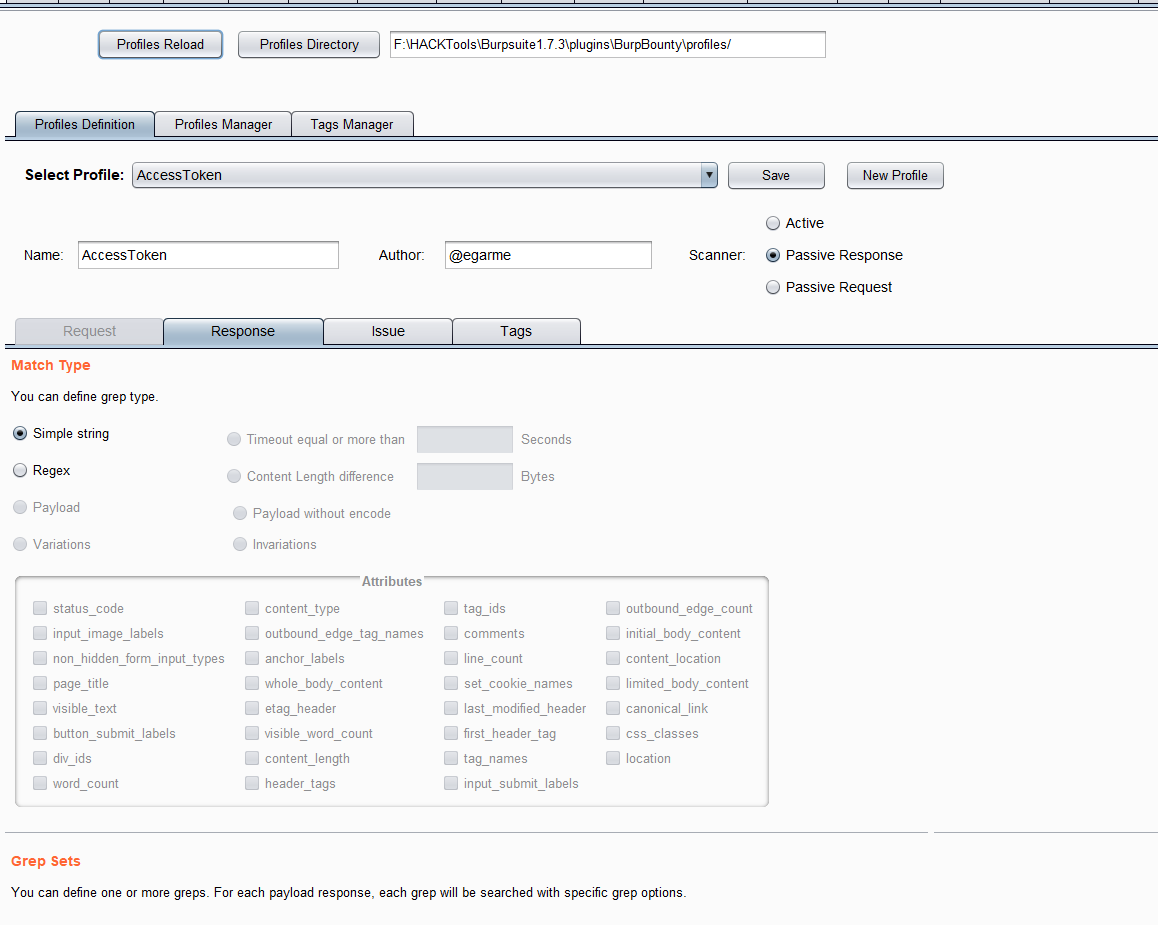 Profiles Reload Profiles Directory F:\HACKTools\Burpsuite1.7.3\plugins\BurpBounty\profiles/
Profiles Definition Profiles Manager Tags Manager
Select Profile: AccessToken Save New Profile
Active
Name: AccessToken Author: @egarme Scanner: Passive Response
Passive Request
Request Response Issue Tags
Match Type
You can define grep type.
Simple string Timeout equal or more than Seconds
Regex Content Length difference Bytes
Payload Payload without encode
Variations Invariations
Attributes
status_code content_type tag_ids outbound_edge_count
input_image_labels outbound_edge_tag_names comments initial_body_content
non_hidden_form_input_types anchor_labels line_count content_location
page_title whole_body_content set_cookie_names limited_body_content
visible_text etag_header last_modified_header canonical_link
button_submit_labels visible_word_count first_header_tag css_classes
div_ids content_length tag_names location
word_count header_tags input_submit_labels
Grep Sets
You can define one or more greps. For each payload response, each grep will be searched with specific grep options.